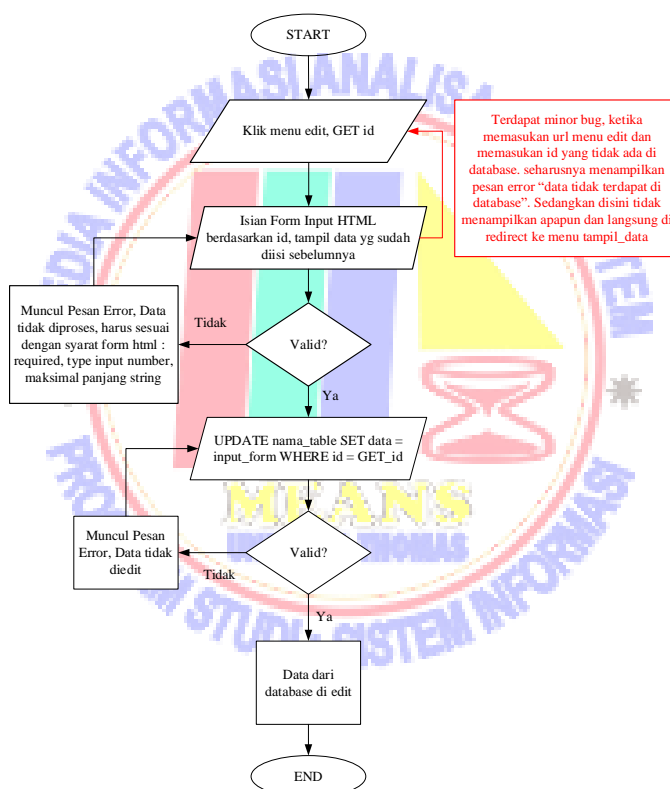 START
Klik menu edit, GET id
Terdapat minor bug, ketika
memasukan url menu edit dan
memasukan id yang tidak ada di
database. seharusnya menampilkan
pesan error “data tidak terdapat di
database”. Sedangkan disini tidak
menampilkan apapun dan langsung di
redirect ke menu tampil_data
Isian Form Input HTML
berdasarkan id, tampil data yg sudah
diisi sebelumnya
Muncul Pesan Error, Data
tidak diproses, harus sesuai
dengan syarat form html :
required, type input number,
maksimal panjang string
Tidak
Valid?
Ya
UPDATE nama_table SET data =
input_form WHERE id = GET_id
Muncul Pesan
Error, Data tidak
diedit
Tidak
Valid?
Ya
Data dari
database di edit
END
MEANS
STUDI SISTEM INFORMASI